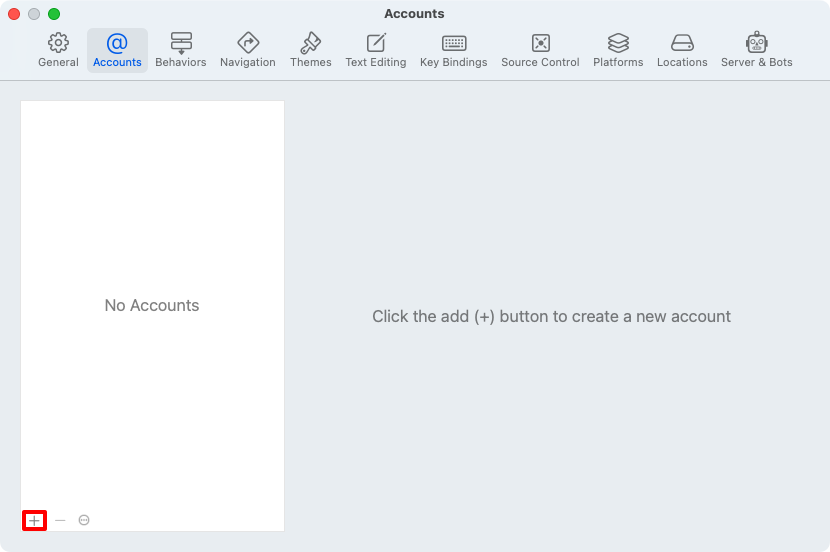 Accounts
General
Accounts
Behaviors
Navigation
Themes
Text Editing
Key Bindings
Source Control
Platforms
Locations
Server & Bots
No Accounts
Click the add (+) button to create a new account